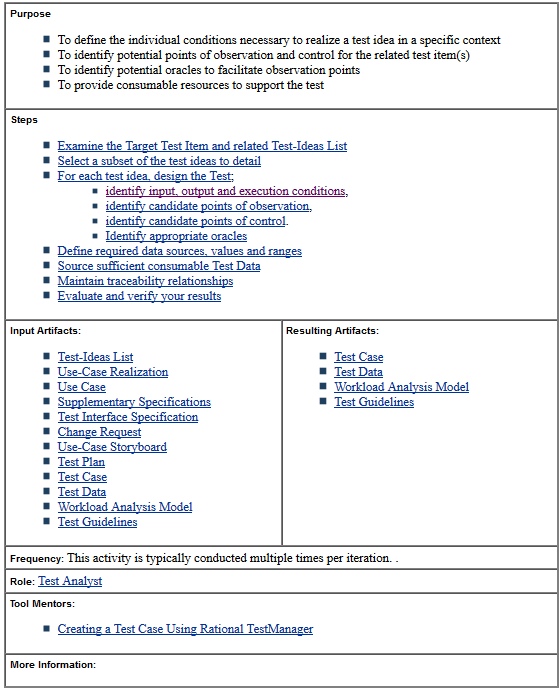 Purpose
To define the individual conditions necessary to realize a test idea in a specific context
To identify potential points of observation and control for the related test item(s)
To identify potential oracles to facilitate observation points
To provide consumable resources to support the test
Steps
Examine the Target Test Item and related Test-Ideas List
Select a subset of the test ideas to detail
For each test idea, design the Test;
identify input, output and execution conditions,
identify candidate points of observation,
identify candidate points of control.
Identify appropriate oracles
Define required data sources, values and ranges
Source sufficient consumable Test Data
Maintain traceability relationships
Evaluate and verify your results
Input Artifacts:
Test-Ideas List
Use-Case Realization
Use Case
Supplementary Specifications
Test Interface Specification
Change Request
Use-Case Storyboard
Test Plan
Test Case
Test Data
Workload Analysis Model
Test Guidelines
Resulting Artifacts:
Test Case
Test Data
Workload Analysis Model
Test Guidelines
Frequency: This activity is typically conducted multiple times per iteration. .
Role: Test Analyst
Tool Mentors:
Creating a Test Case Using Rational TestManager
More Information: